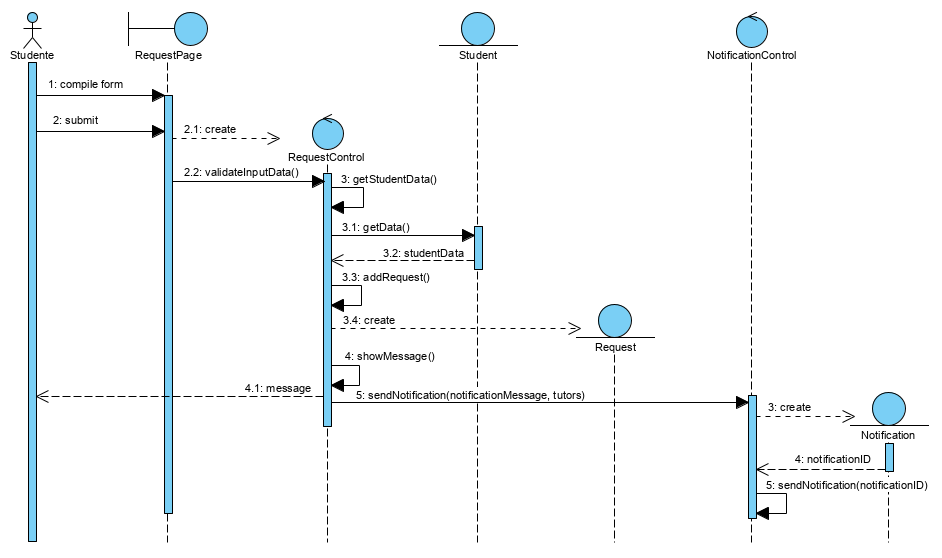 Studente
RequestPage
Student
NotificationControl
1: compile form
2: submit
2.1: create
RequestControl
2.2: validateInputData()
3: getStudentData()
3.1: getData()
3.2: studentData
3.3: addRequest()
3.4: create
Request
4: showMessage()
4.1: message
5: sendNotification(notificationMessage, tutors)
3: create
Notification
4: notificationID
5: sendNotification(notificationID)